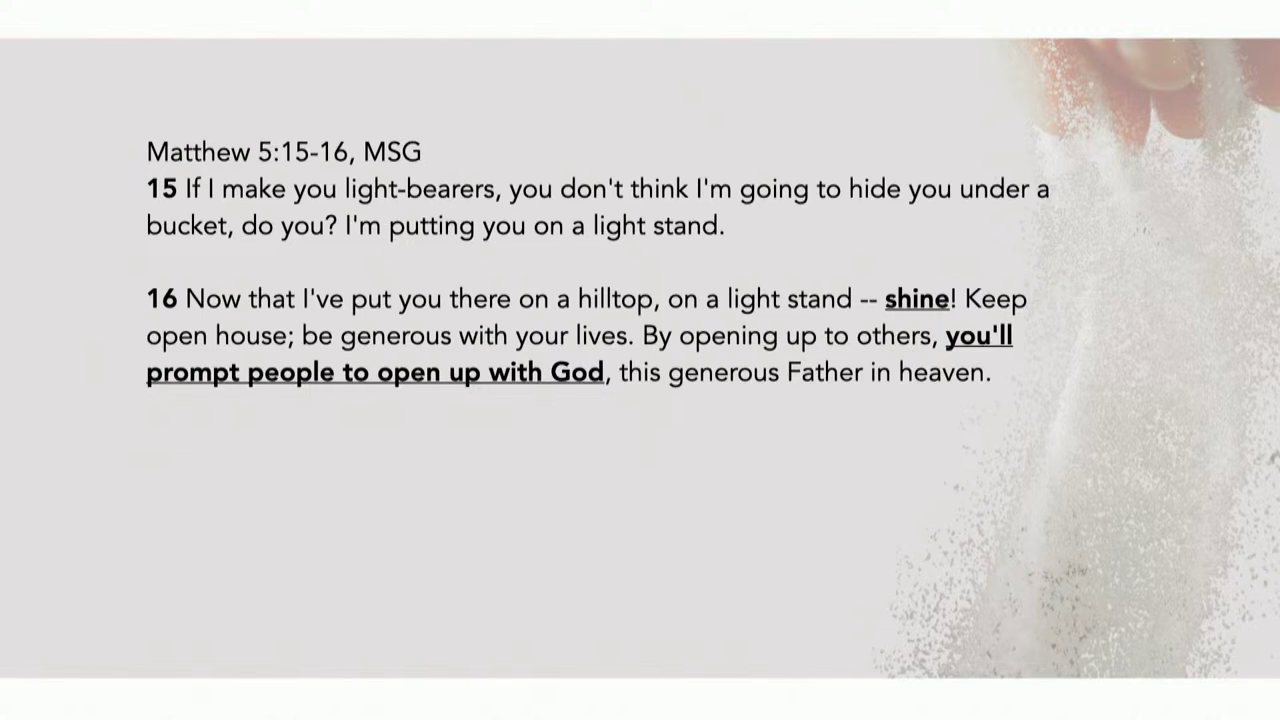 Matthew 5:15-16, MSG
15 If I make you light-bearers, you don't think I'm going to hide you under a
bucket, do you? I'm putting you on a light stand.
16 Now that I've put you there on a hilltop, on a light stand -- shine! Keep
open house; be generous with your lives. By opening up to others, you'll
prompt people to open up with God, this generous Father in heaven.